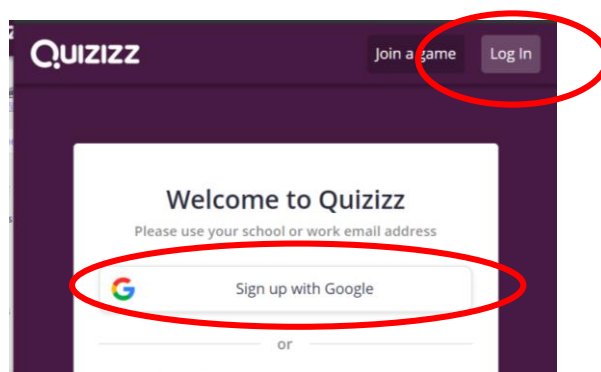 Quizizz
Join a game
Log In
Welcome to Quizizz
Please use your school or work email address
Sign up with Google
or